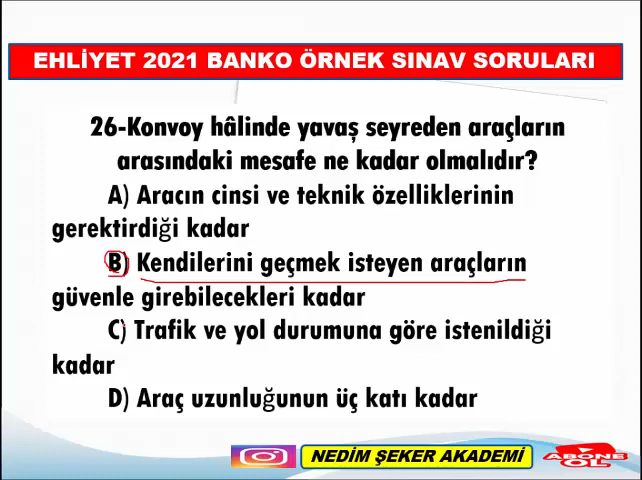 EHLİYET 2021 BANKO ÖRNEK SINAV SORULARI
26-Konvoy hâlinde yavaş seyreden araçların
arasındaki mesafe ne kadar olmalıdır?
A) Aracın cinsi ve teknik özelliklerinin
gerektirdiği kadar
B) Kendilerini geçmek isteyen araçların
güvenle girebilecekleri kadar
C) Trafik ve yol durumuna göre istenildiği
kadar
D) Araç uzunluğunun üç katı kadar
NEDİM ŞEKER AKADEMİ
ABONE
OL